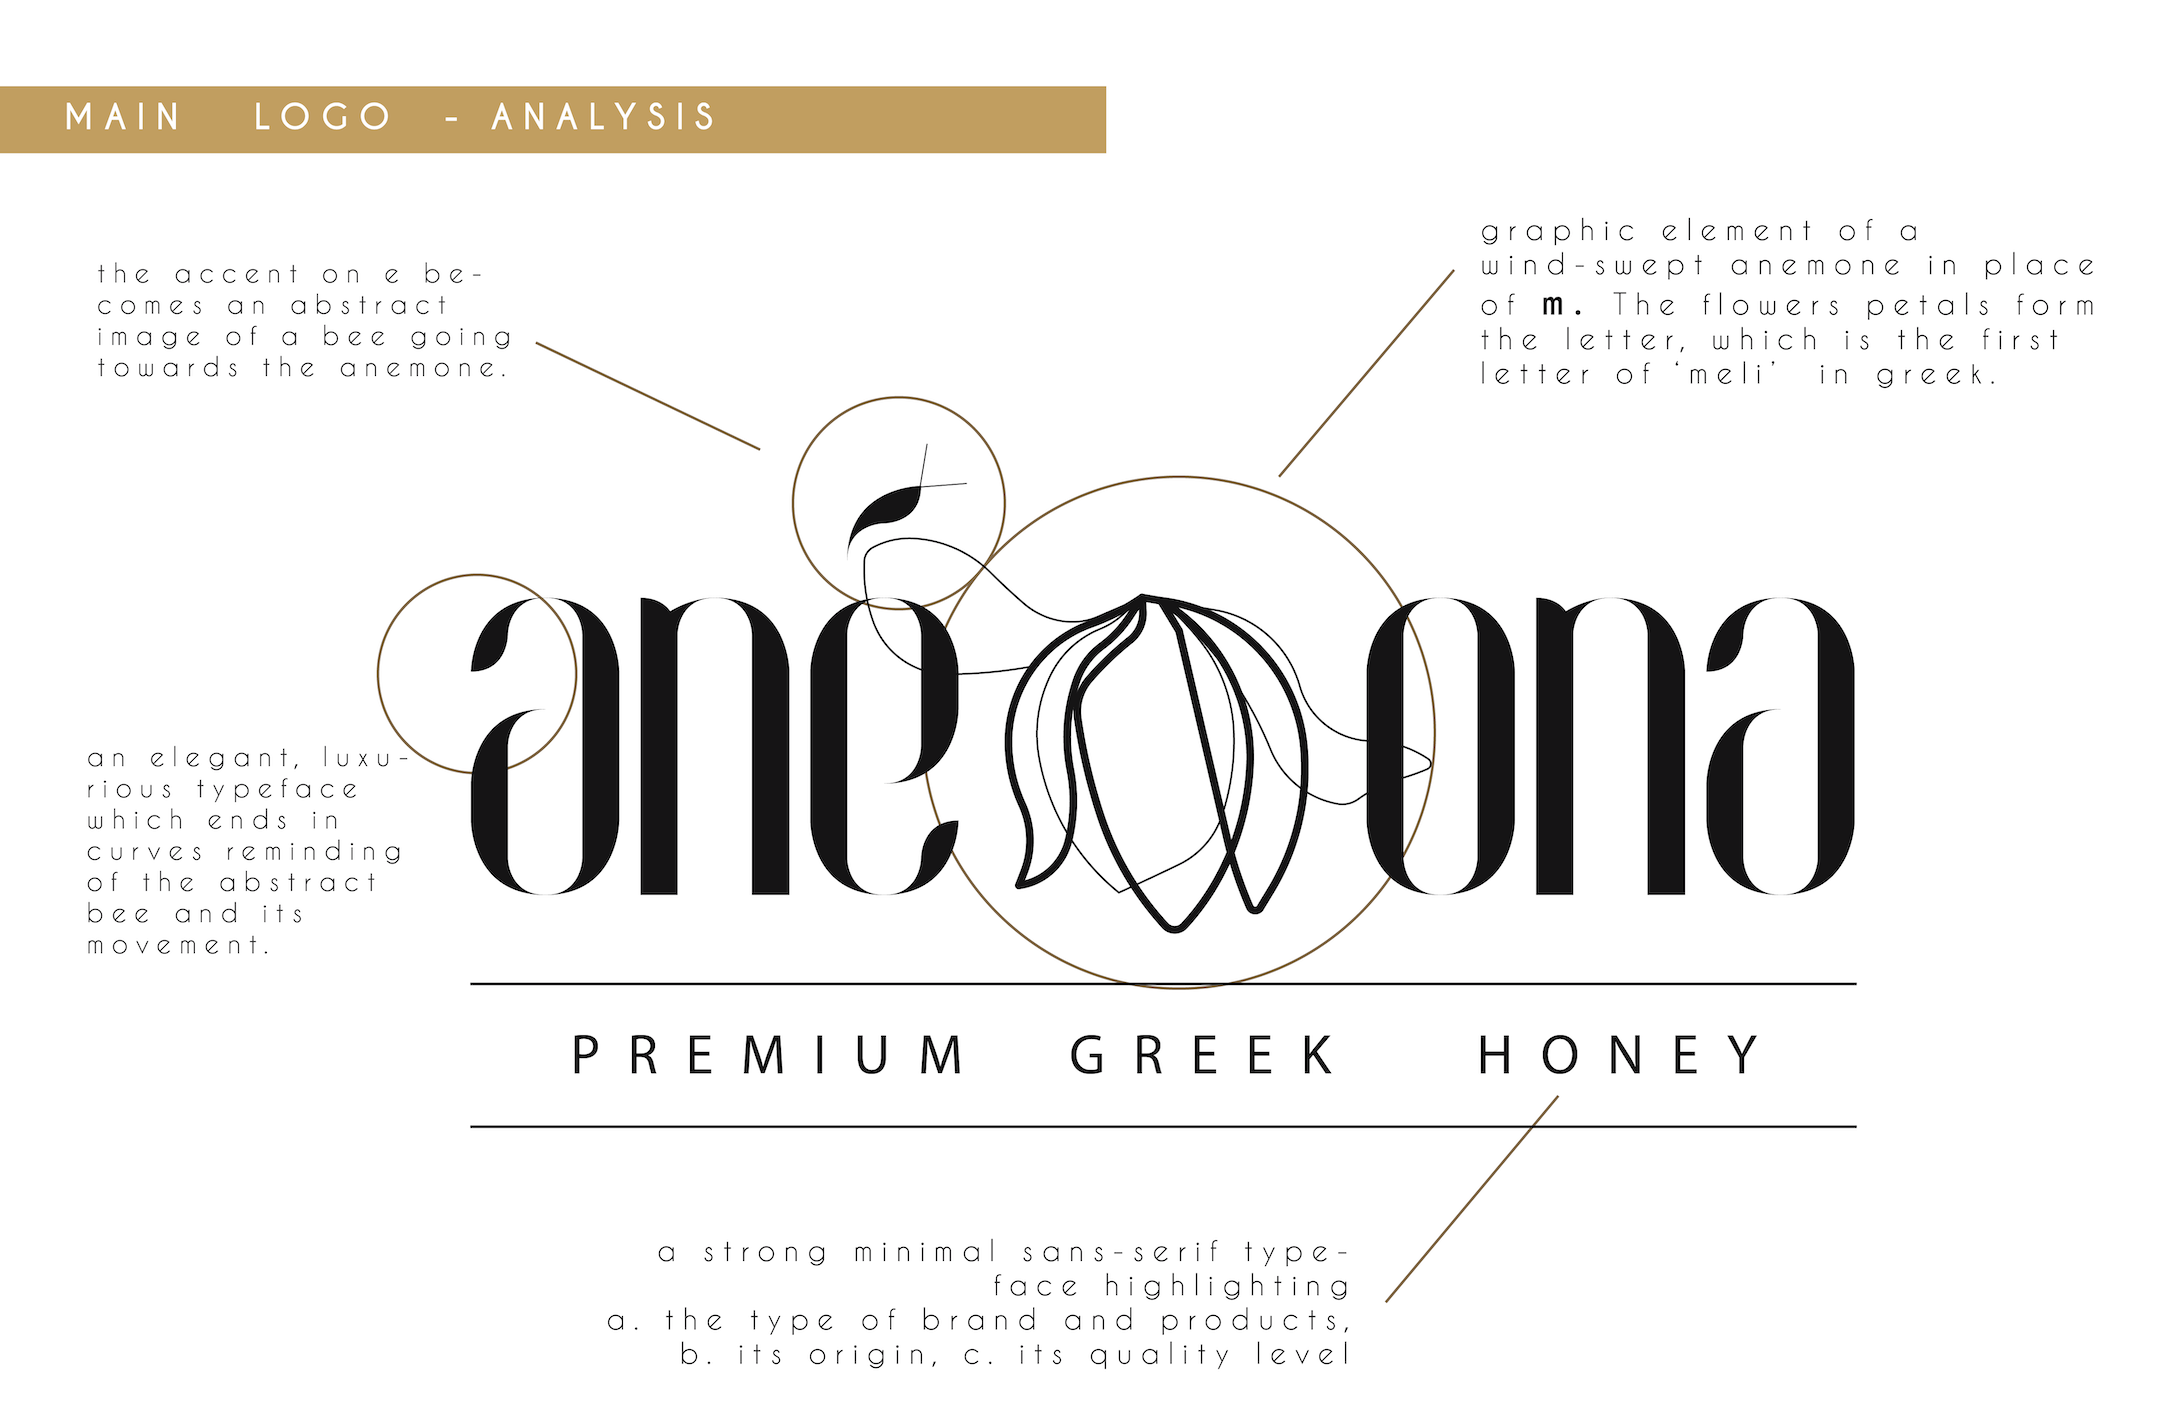 MAIN LOGO - ANALYSIS
graphic element of a
wind-swept anemone in place
of m. The flowers petals form
the letter, which is the first
letter of ‘meli’ in greek.
the accent on e be-
comes an abstract
image of a bee going
towards the anemone.
ané ona
an elegant, luxu-
rious typeface
which ends in
curves reminding
of the abstract
bee and its
movement.
PREMIUM GREEK HONEY
a strong minimal sans-serif type-
face highlighting
a. the type of brand and products,
b. its origin, c. its quality level